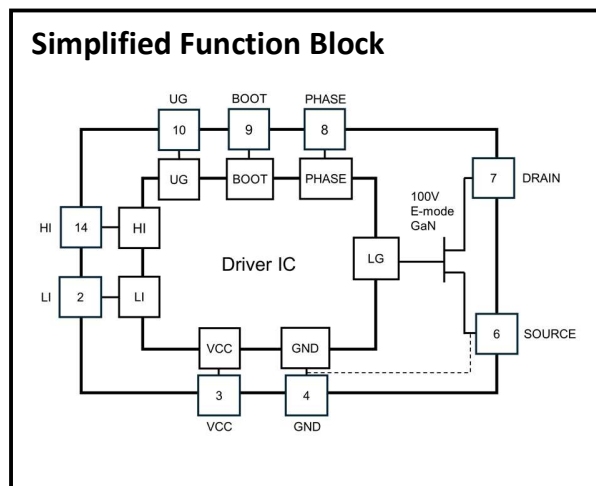 Simplified Function Block
UG
BOOT
PHASE
10
9
8
UG
BOOT
PHASE
7
DRAIN
100V
E-mode
GaN
HI
14
HI
Driver IC
LG
LI
2
LI
6
SOURCE
VCC
GND
3
4
VCC
GND